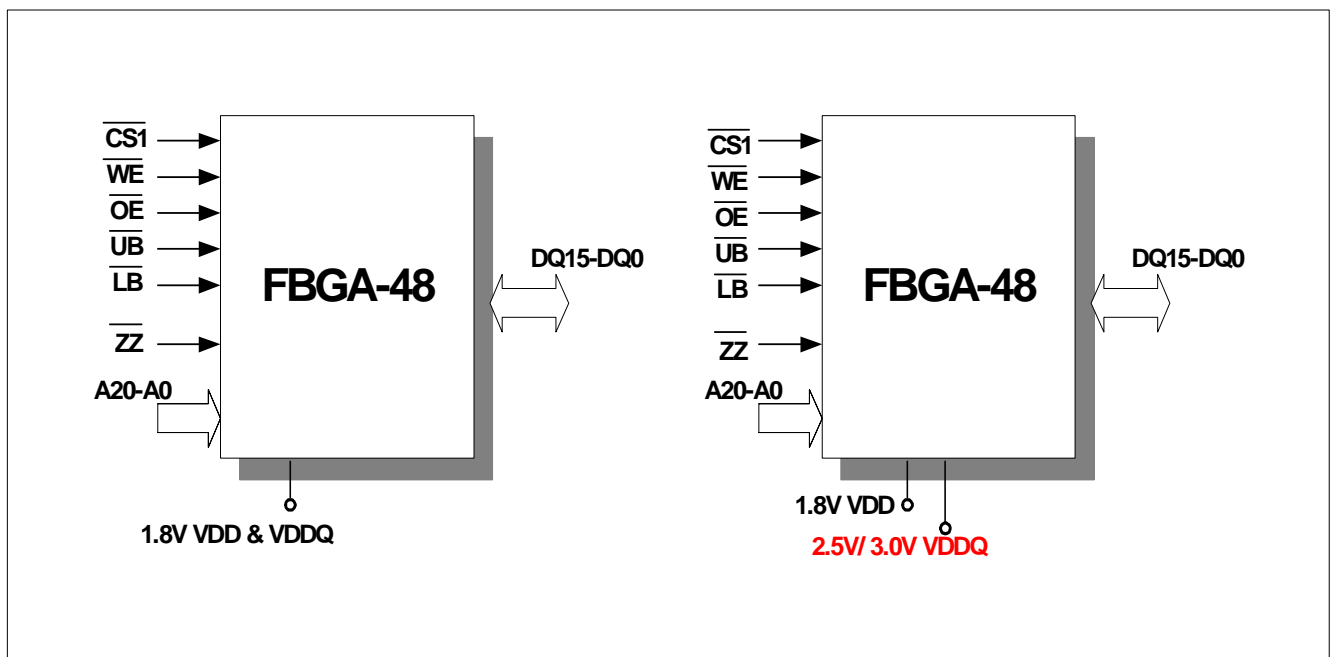 CS1
WE
OE
UB
LB
ZZ
A20-A0
FBGA-48
DQ15-DQ0
1.8V VDD & VDDQ
CS1
WE
OE
UB
LB
ZZ
A20-A0
FBGA-48
DQ15-DQ0
1.8V VDD
2.5V/ 3.0V VDDQ